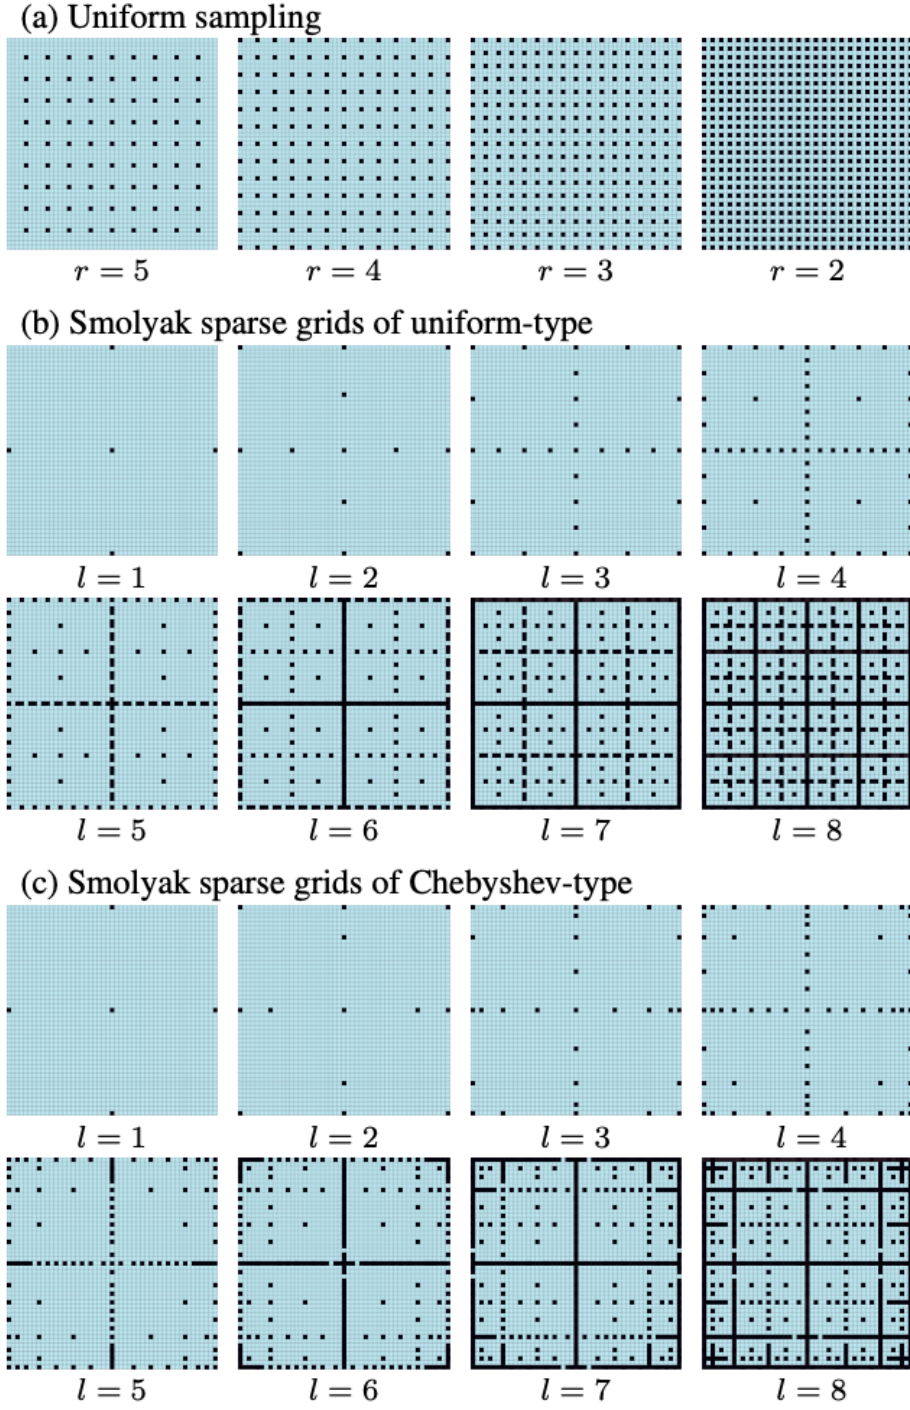 (a) Uniform sampling
r = 5 r = 4 r = 3 r = 2
(b) Smolyak sparse grids of uniform-type
l = 1 l = 2 l = 3 l = 4
l = 5 l = 6 l = 7 l = 8
(c) Smolyak sparse grids of Chebyshev-type
l = 1 l = 2 l = 3 l = 4
l = 5 l = 6 l = 7 l = 8